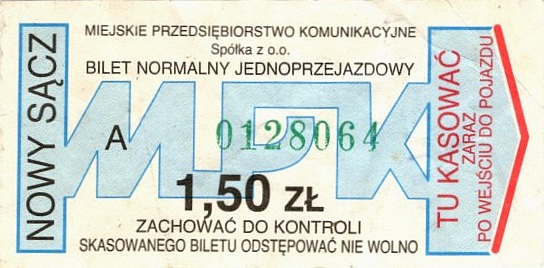 NOWY SĄCZ
MIEJSKIE PRZEDSIĘBIORSTWO KOMUNIKACYJNE
Spółka z o.o.
BILET NORMALNY JEDNOPRZEJAZDOWY
MPK
A 0128064
1,50 ZŁ
ZACHOWAĆ DO KONTROLI
SKASOWANEGO BILETU ODSTĘPOWAĆ NIE WOLNO
TU KASOWAĆ
ZARAZ
PO WEJŚCIU DO POJAZDU